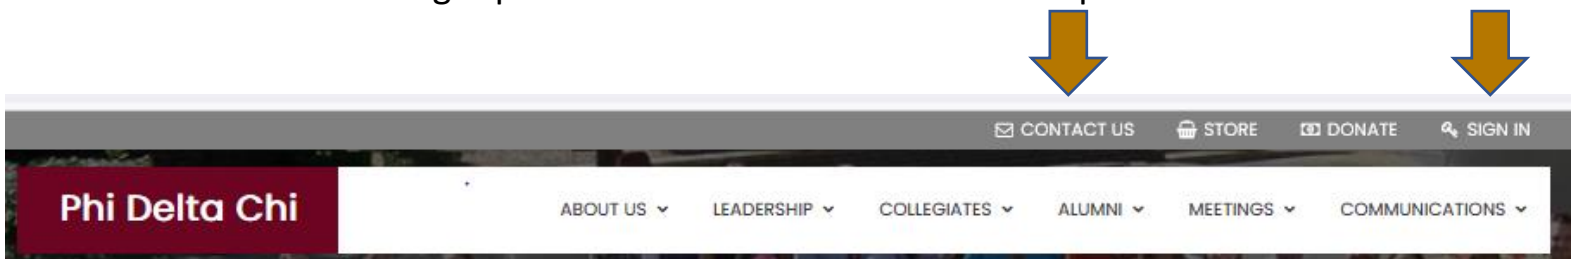 CONTACT US STORE DONATE SIGN IN
Phi Delta Chi ABOUT US LEADERSHIP COLLEGIATES ALUMNI MEETINGS COMMUNICATIONS